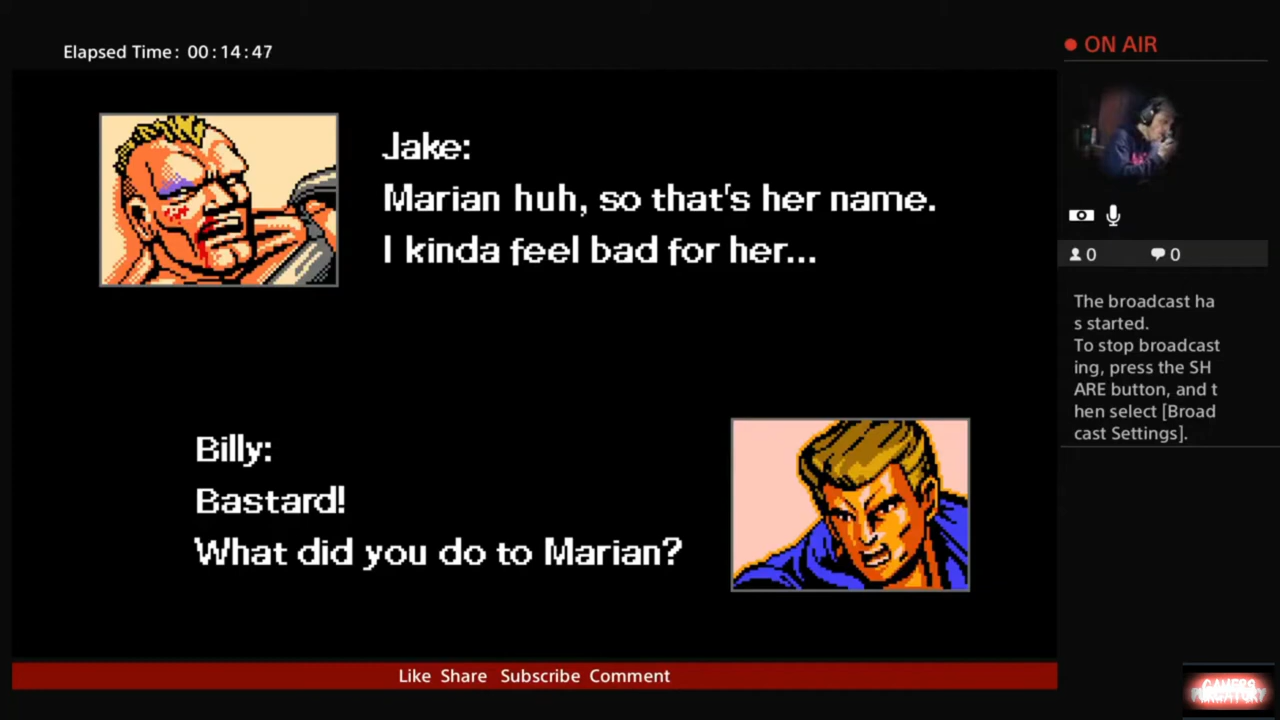 Elapsed Time: 00:14:47
ON AIR
Jake:
Marian huh, so that's her name.
I kinda feel bad for her...
0 0
The broadcast ha
s started.
To stop broadcast
ing, press the SH
ARE button, and t
hen select [Broad
cast Settings].
Billy:
Bastard!
What did you do to Marian?
Like Share Subscribe Comment
GAMERS
PURGATORY